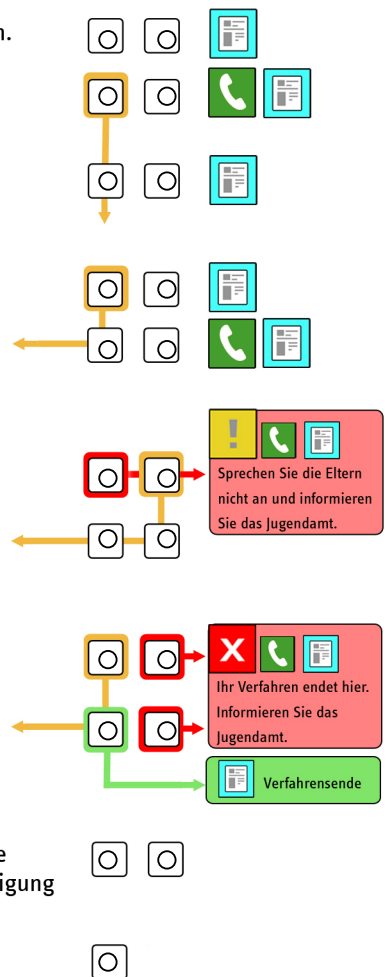 n.
Sprechen Sie die Eltern
nicht an und informieren
Sie das Jugendamt.
Ihr Verfahren endet hier.
Informieren Sie das
Jugendamt.
Verfahrensende
e
igung